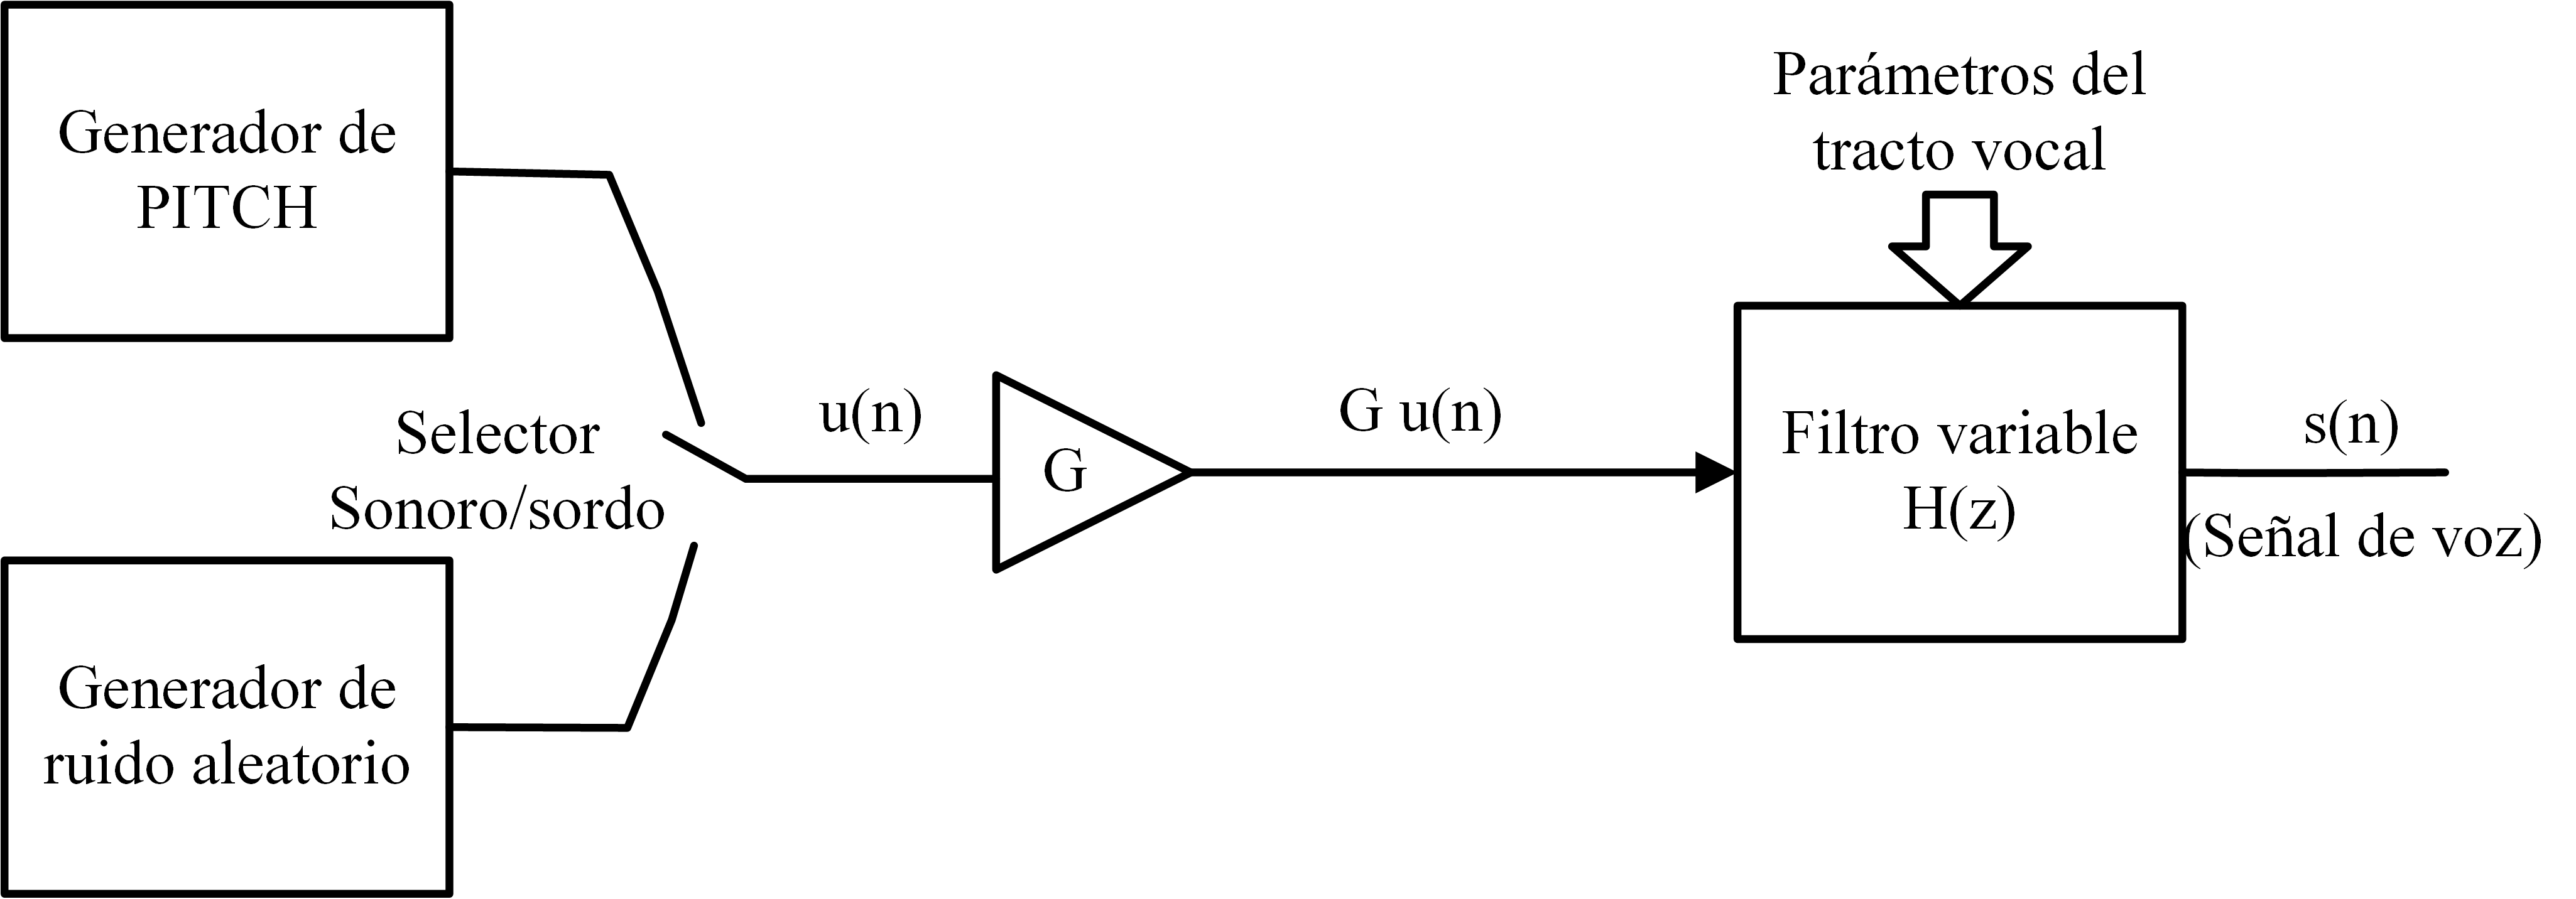 Generador de
PITCH
Selector
Sonoro/sordo
Generador de
ruido aleatorio
u(n)
G
G u(n)
Parámetros del
tracto vocal
Filtro variable
H(z)
s(n)
(Señal de voz)